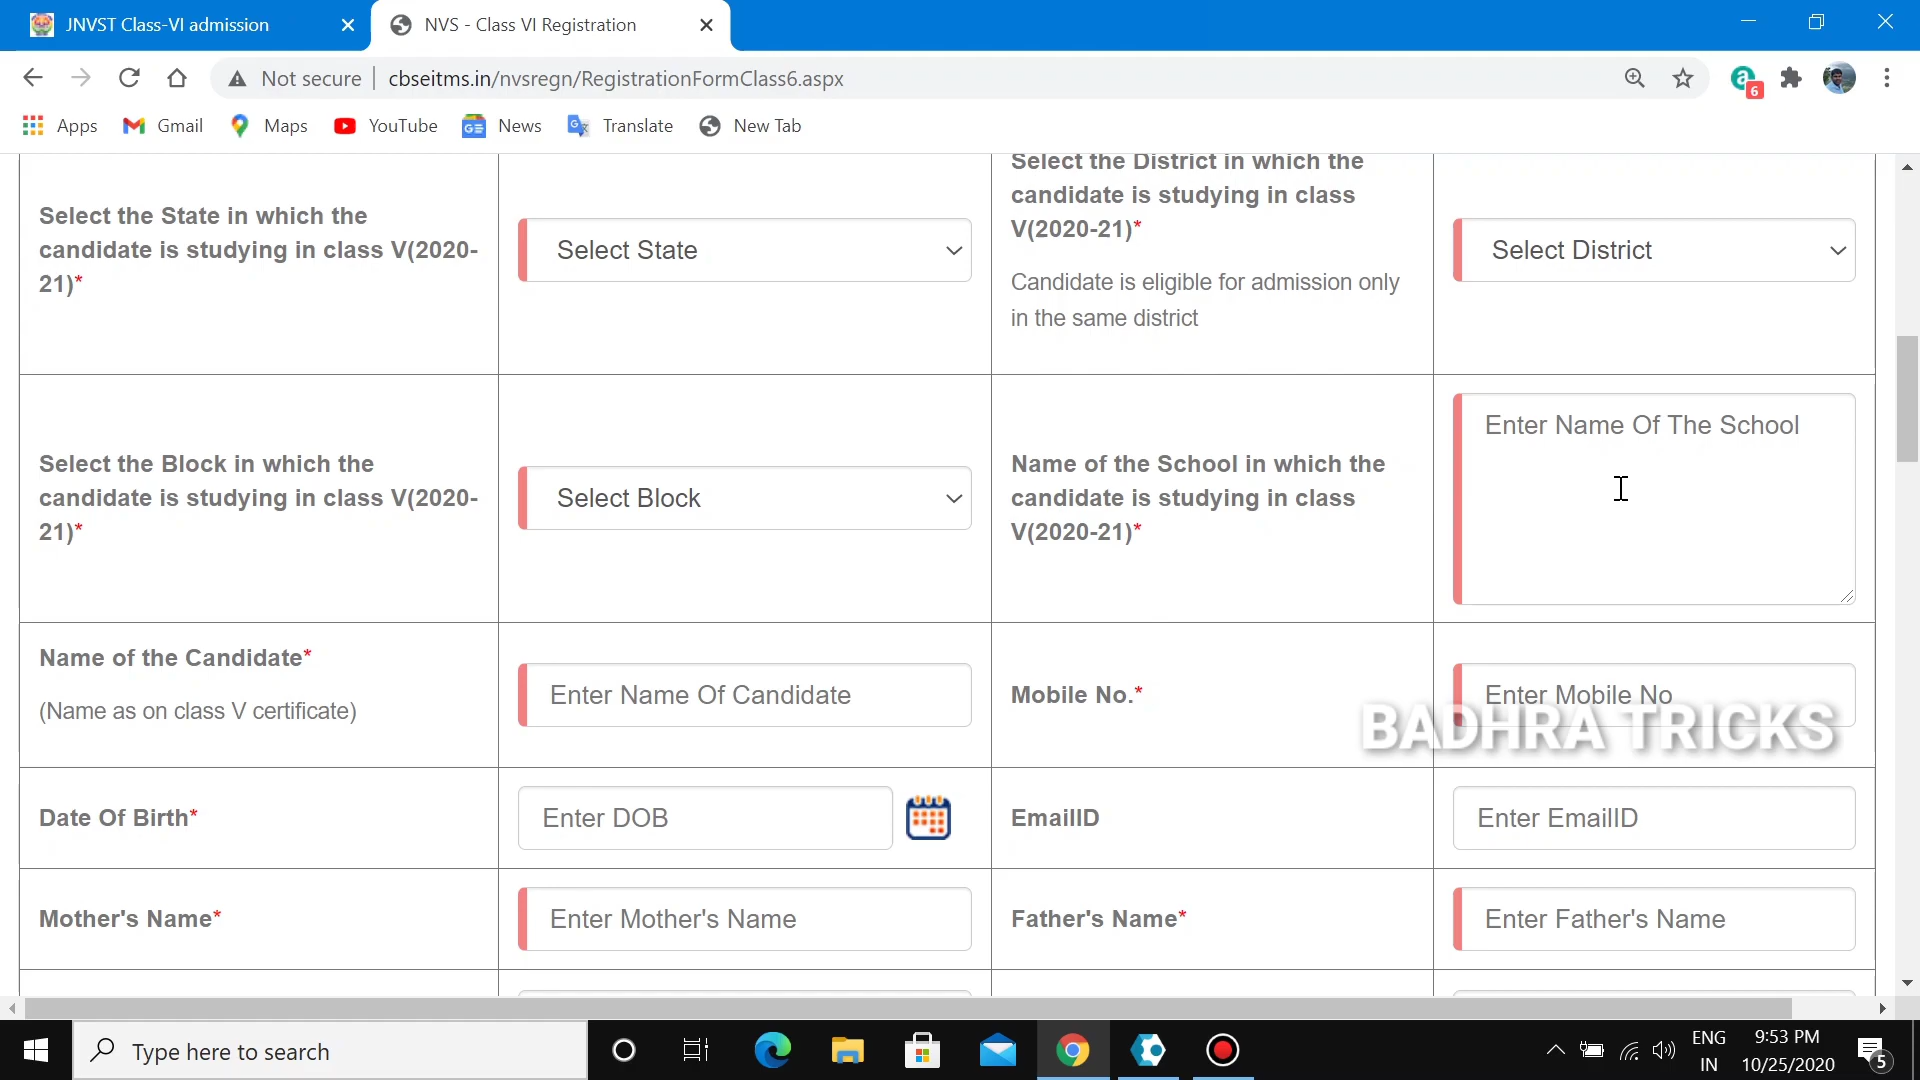 JNVST Class-VI admission
NVS - Class VI Registration
Not secure
cbseitms.in/nvsregn/RegistrationFormClass6.aspx
a
6
Apps
Gmail
Maps
YouTube
News
Translate
New Tab
Select the State in which the
candidate is studying in class V(2020-
21)*
Select State
Select the District in which the
candidate is studying in class
V(2020-21)*
Candidate is eligible for admission only
in the same district
Select District
Select the Block in which the
candidate is studying in class V(2020-
21)*
Select Block
Name of the School in which the
candidate is studying in class
V(2020-21)*
Enter Name Of The School
Name of the Candidate*
(Name as on class V certificate)
Enter Name Of Candidate
Mobile No.*
Enter Mobile No
BADHRA TRICKS
Date Of Birth*
Enter DOB
EmailID
Enter EmailID
Mother's Name*
Enter Mother's Name
Father's Name*
Enter Father's Name
Type here to search
ENG
IN
9:53 PM
10/25/2020
5